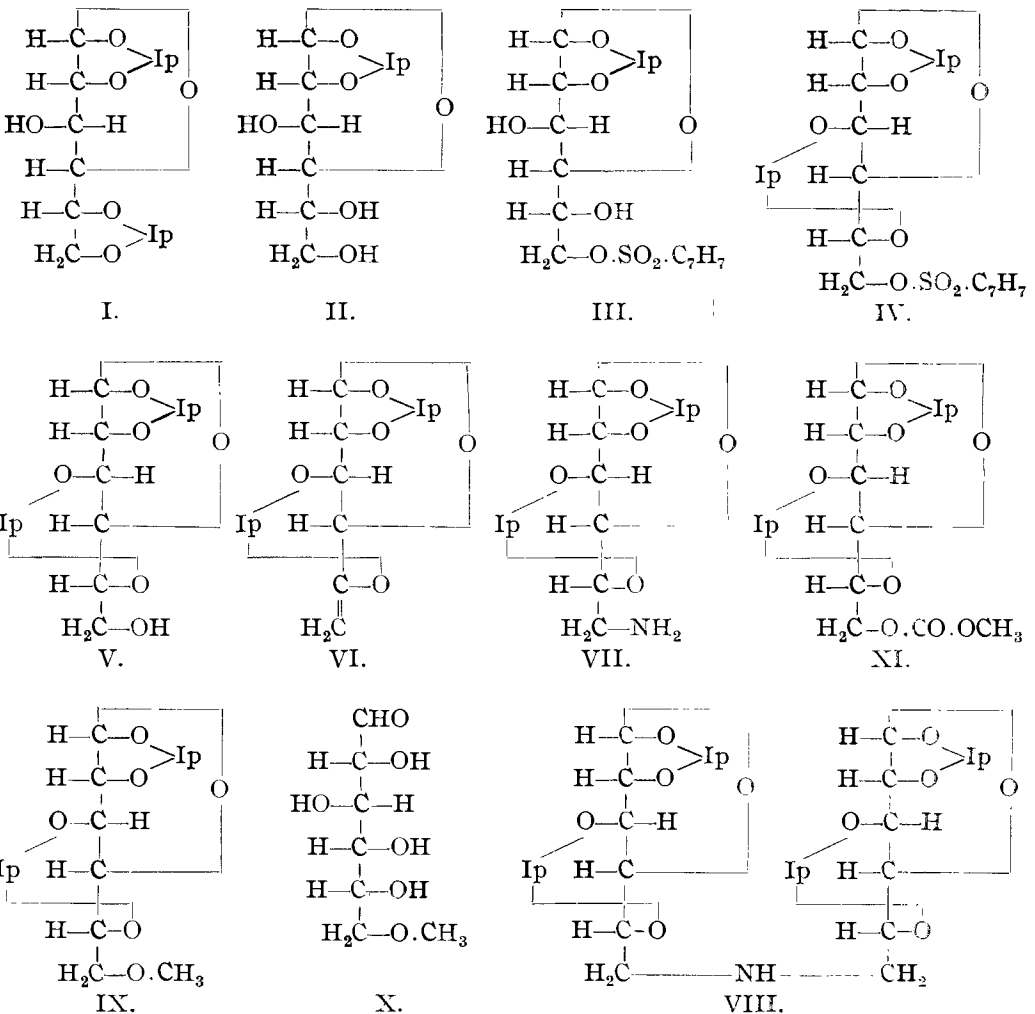 H—C—O
Ip
H—C—O
O
HO—C—H
H—C
H—C—O
Ip
H₂C—O
I.
H—C—O
Ip
H—C—O
O
HO—C—H
H—C
H—C—OH
H₂C—OH
II.
H—C—O
Ip
H—C—O
HO—C—H
O
H—C
H—C—OH
H₂C—O.SO₂.C₇H₇
III.
H—C—O
Ip
H—C—O
O
O—C—H
Ip
H—C
H—C—O
H₂C—O.SO₂.C₇H₇
IV.
H—C—O
Ip
H—C—O
O
O—C—H
Ip
H—C
H—C—O
H₂C—OH
V.
H—C—O
Ip
H—C—O
O
O—C—H
Ip
H—C
C—O
H₂C
VI.
H—C—O
Ip
H—C—O
O
O—C—H
Ip
H—C
H—C—O
H₂C—NH₂
VII.
H—C—O
Ip
H—C—O
O
O—C—H
Ip
H—C
H—C—O
H₂C—O.CO.OCH₃
XI.
H—C—O
Ip
H—C—O
O
O—C—H
Ip
H—C
H—C—O
H₂C—O.CH₃
IX.
CHO
H—C—OH
HO—C—H
H—C—OH
H—C—OH
H₂C—O.CH₃
X.
H—C—O
Ip
H—C—O
O
O—C—H
Ip
H—C
H—C—O
H—C—O
Ip
H—C—O
O
O—C—H
Ip
H—C
H—C—O
H₂C—NH—CH₂
VIII.